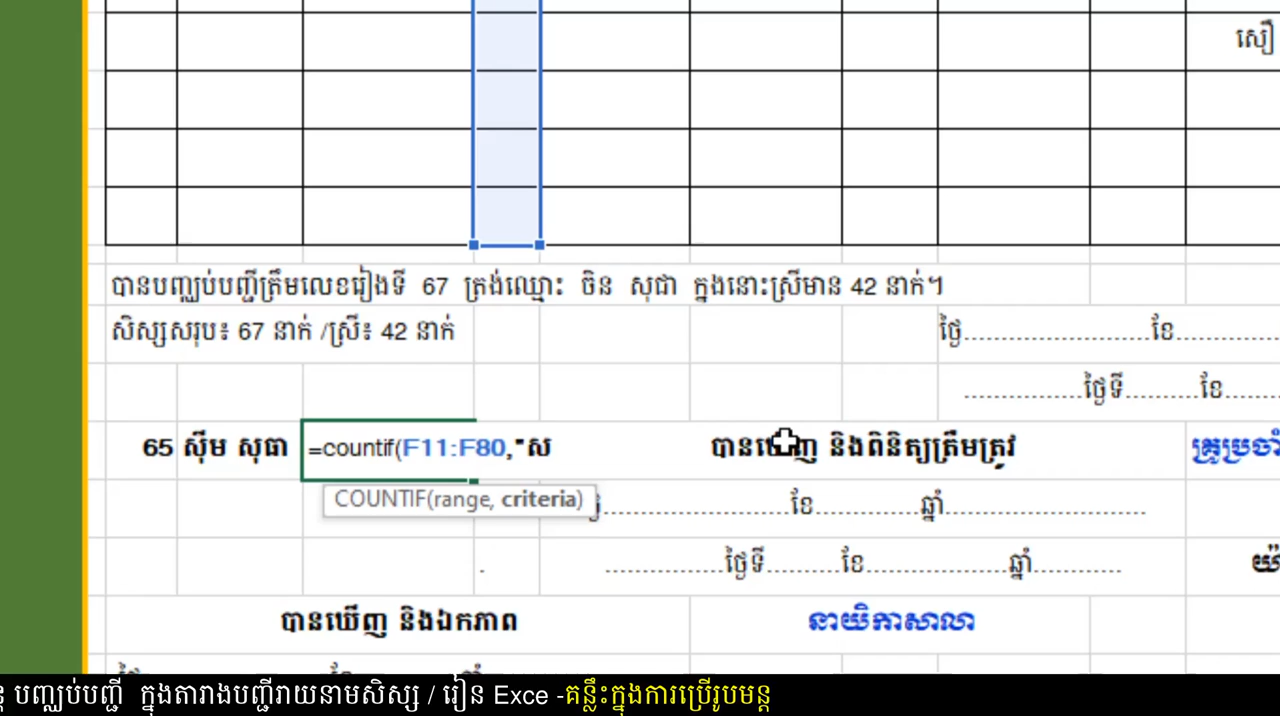 សឿ
បានបញ្ឈប់បញ្ជីត្រឹមលេខរៀងទី 67 ត្រង់ឈ្មោះ ចិន សុជា ក្នុងនោះស្រីមាន 42 នាក់។
សិស្សសរុប៖ 67 នាក់ /ស្រី៖ 42 នាក់
ថ្ងៃ..............................ខែ..................
....................ថ្ងៃទី............ខែ..............
65 ស៊ឹម សុធា =countif(F11:F80,"ស បានឃើញ និងពិនិត្យត្រឹមត្រូវ គ្រូប្រចាំ
COUNTIF(range, criteria)
..............................ខែ.....................ឆ្នាំ...................................
. ....................ថ្ងៃទី............ខែ..........................ឆ្នាំ..............
បានឃើញ និងឯកភាព នាយិកាសាលា
បញ្ឈប់បញ្ជី ក្នុងតារាងបញ្ជីរាយនាមសិស្ស / រៀន Exce -គន្លឹះក្នុងការប្រើរូបមន្ត